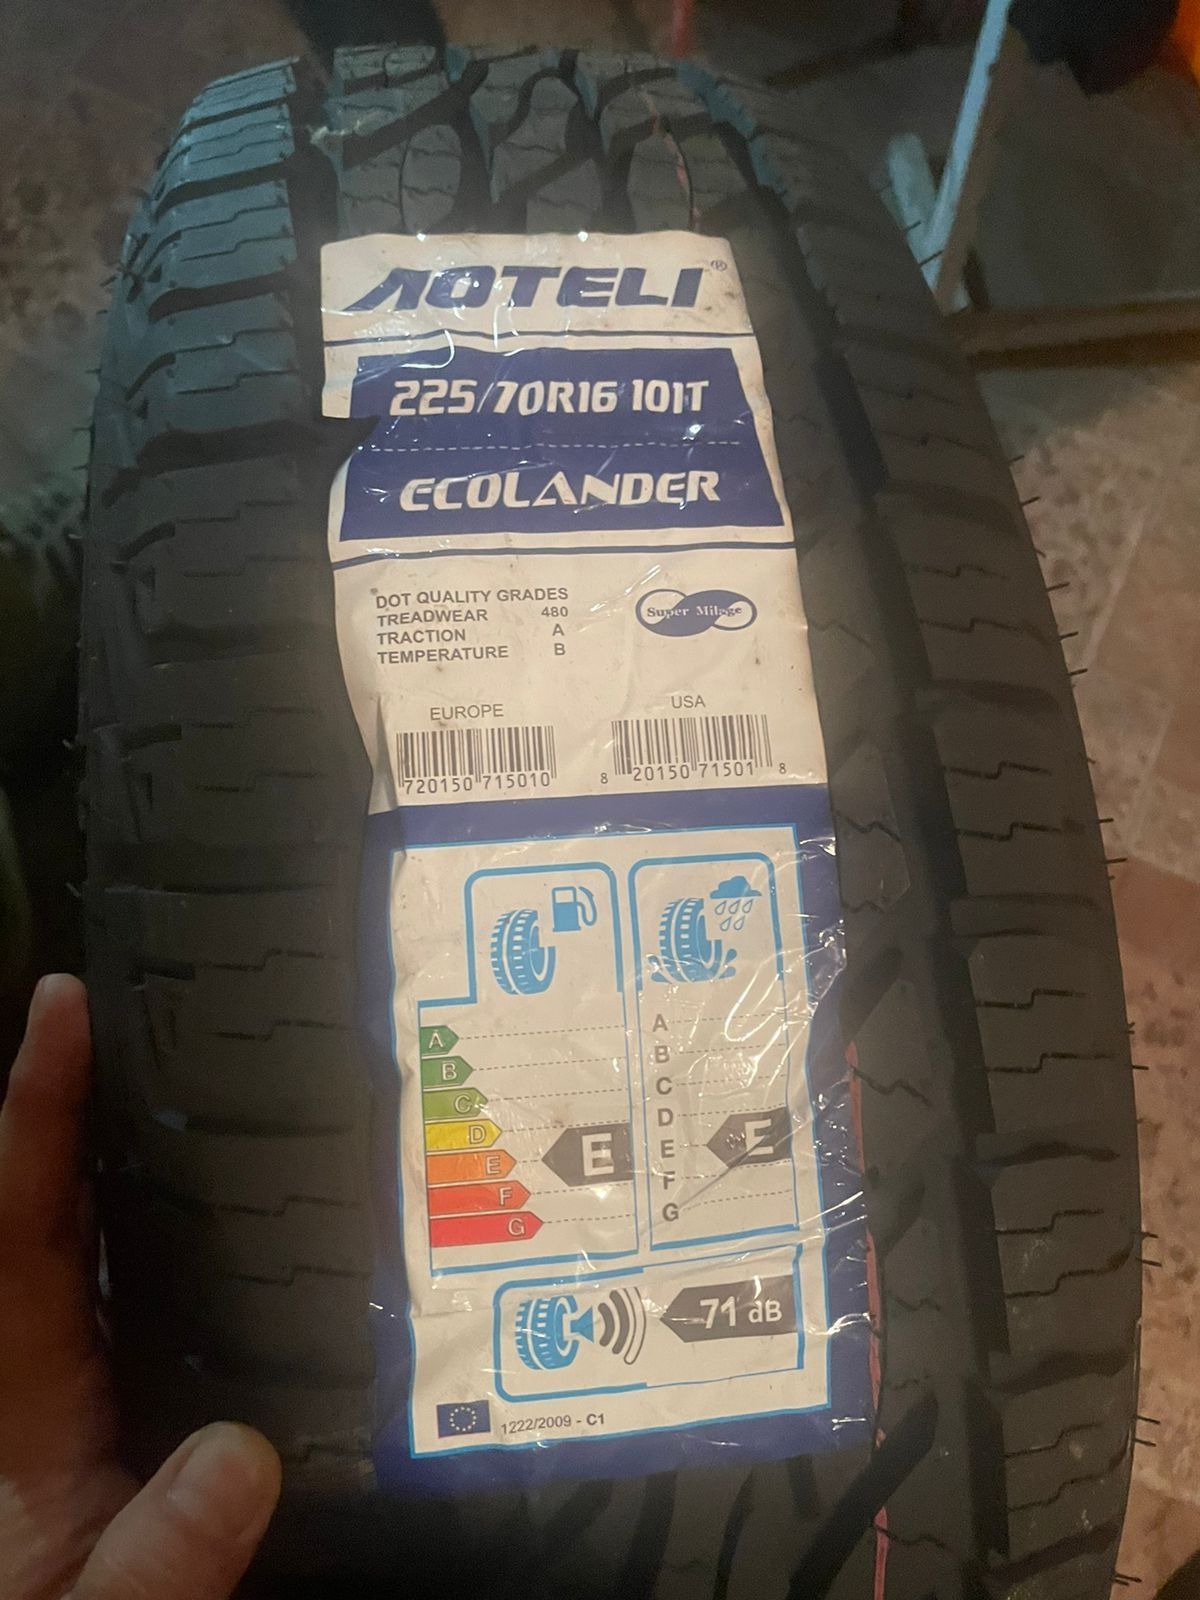 AOTELI®
225/70R16 101T
ECOLANDER
DOT QUALITY GRADES
TREADWEAR 480
TRACTION A
TEMPERATURE B
Super Milage
EUROPE
USA
720150 715010
8 20150 71501 8
A
B
C
D
E
F
G
E
A
B
C
D
E
F
G
E
71 dB
1222/2009 - C1